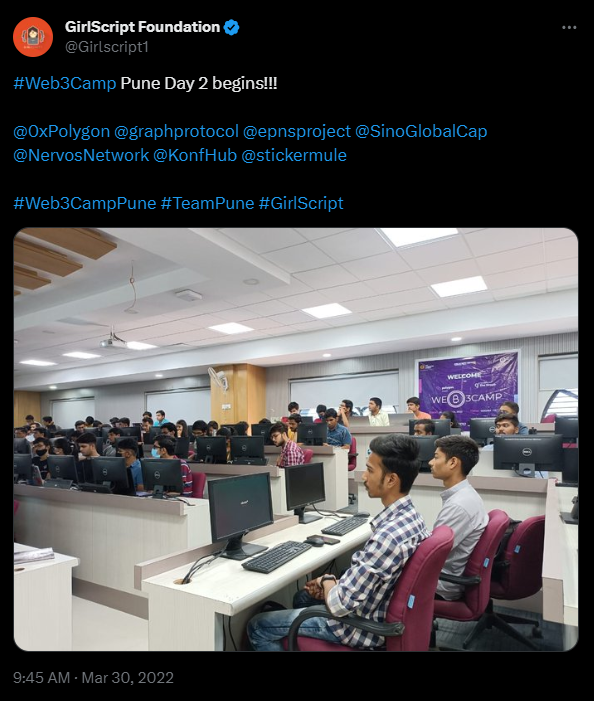 GirlScript Foundation
@Girlscript1
#Web3Camp Pune Day 2 begins!!!
@0xPolygon @graphprotocol @epnsproject @SinoGlobalCap
@NervosNetwork @KonfHub @stickermule
#Web3CampPune #TeamPune #GirlScript
WELCOME
WEB3CAMP
DELL
9:45 AM · Mar 30, 2022